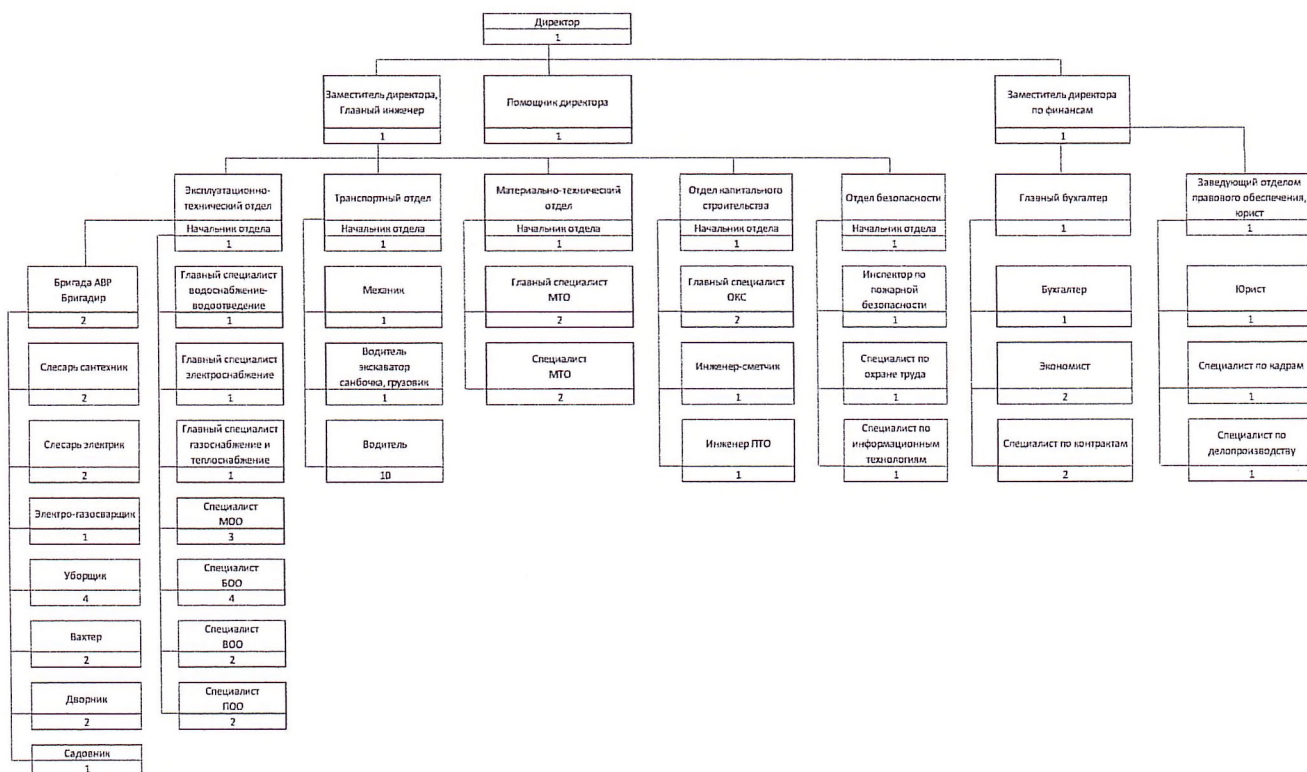 Директор
1
Заместитель директора,
Главный инженер
1
Помощник директора
1
Заместитель директора
по финансам
1
Эксплуатационно-
технический отдел
Начальник отдела
1
Транспортный отдел
Начальник отдела
1
Материально-технический
отдел
Начальник отдела
1
Отдел капитального
строительства
Начальник отдела
1
Отдел безопасности
Начальник отдела
1
Главный бухгалтер
1
Заведующий отделом
правового обеспечения,
юрист
1
Бригада АВР
Бригадир
2
Главный специалист
водоснабжение-
водоотведение
1
Механик
1
Главный специалист
МТО
2
Главный специалист
ОКС
2
Инспектор по
пожарной
безопасности
1
Бухгалтер
1
Юрист
1
Слесарь сантехник
2
Главный специалист
электроснабжение
1
Водитель
экскаватор
санбочка, грузовик
1
Специалист
МТО
2
Инженер-сметчик
1
Специалист по
охране труда
1
Экономист
2
Специалист по кадрам
1
Слесарь электрик
2
Главный специалист
газоснабжение и
теплоснабжение
1
Водитель
10
Инженер ПТО
1
Специалист по
информационным
технологиям
1
Специалист по контрактам
2
Специалист по
делопроизводству
1
Электро-газосварщик
1
Специалист
МОО
3
Уборщик
4
Специалист
БОО
4
Вахтер
2
Специалист
ВОО
2
Дворник
2
Специалист
ПОО
2
Садовник
1